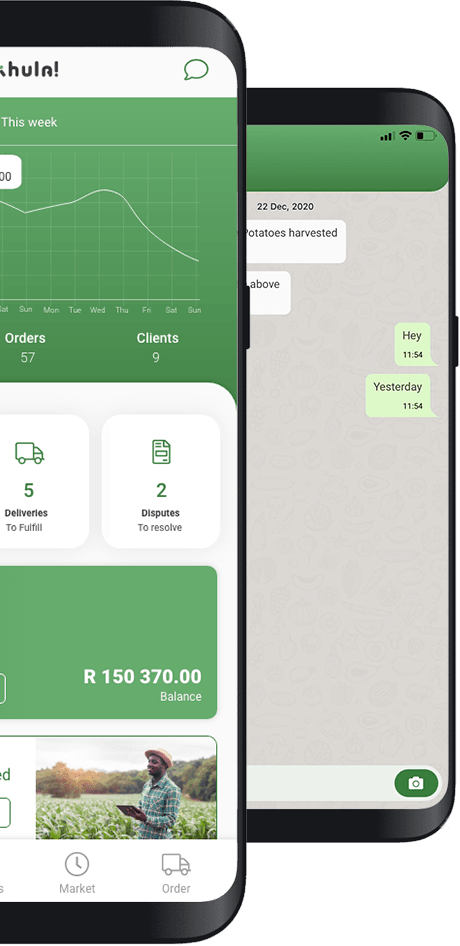 khula!
This week
00
Sat Sun Mon Tue Wed Thu Fri Sat Sun
Orders Clients
57 9
5 2
Deliveries Disputes
To Fulfill To resolve
R 150 370.00
Balance
ed
s Market Order
22 Dec, 2020
Potatoes harvested
above
Hey
11:54
Yesterday
11:54